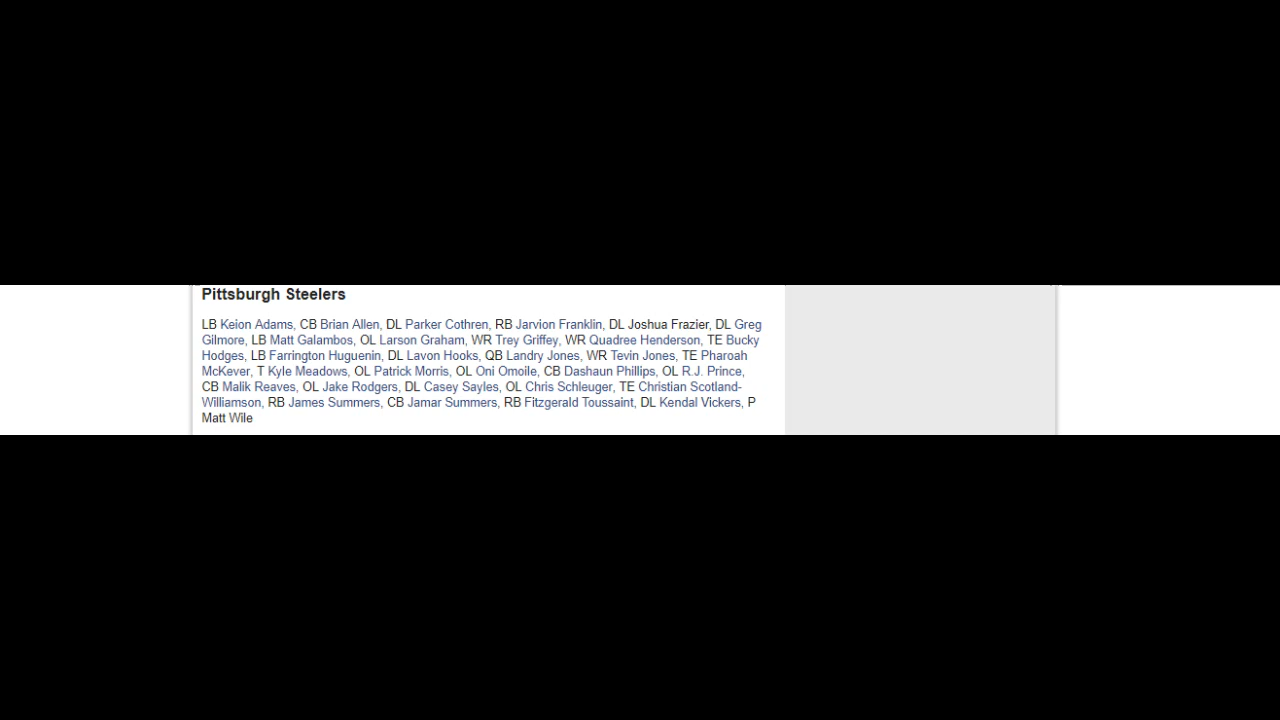 Pittsburgh Steelers
LB Keion Adams, CB Brian Allen, DL Parker Cothren, RB Jarvion Franklin, DL Joshua Frazier, DL Greg
Gilmore, LB Matt Galambos, OL Larson Graham, WR Trey Griffey, WR Quadree Henderson, TE Bucky
Hodges, LB Farrington Huguenin, DL Lavon Hooks, QB Landry Jones, WR Tevin Jones, TE Pharoah
McKever, T Kyle Meadows, OL Patrick Morris, OL Oni Omoile, CB Dashaun Phillips, OL R.J. Prince,
CB Malik Reaves, OL Jake Rodgers, DL Casey Sayles, OL Chris Schleuger, TE Christian Scotland-
Williamson, RB James Summers, CB Jamar Summers, RB Fitzgerald Toussaint, DL Kendal Vickers, P
Matt Wile